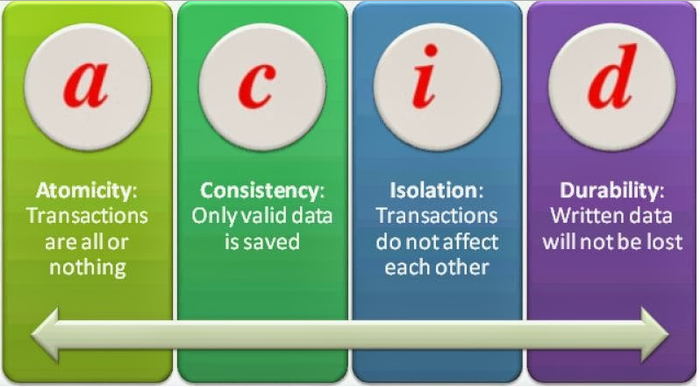 a
Atomicity:
Transactions
are all or
nothing
c
Consistency:
Only valid data
is saved
i
Isolation:
Transactions
do not affect
each other
d
Durability:
Written data
will not be lost